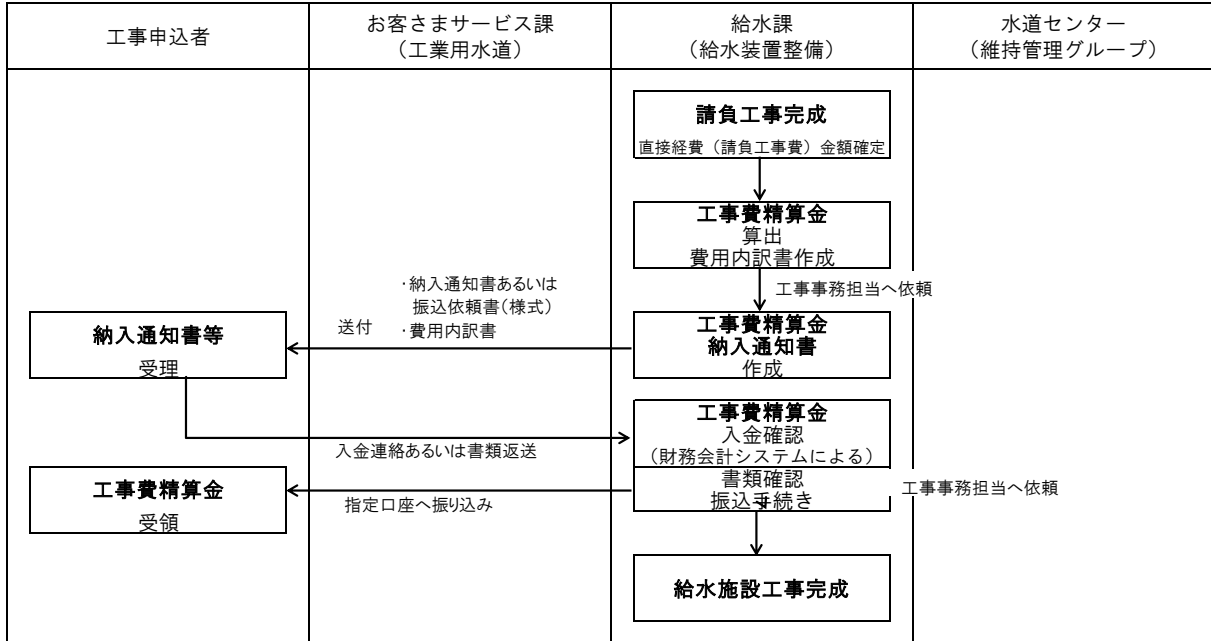 工事申込者
お客さまサービス課
（工業用水道）
給水課
（給水装置整備）
水道センター
（維持管理グループ）
請負工事完成
直接経費（請負工事費）金額確定
工事費精算金
算出
費用内訳書作成
工事事務担当へ依頼
・納入通知書あるいは
振込依頼書（様式）
・費用内訳書
送付
工事費精算金
納入通知書
作成
納入通知書等
受理
工事費精算金
入金確認
（財務会計システムによる）
入金連絡あるいは書類返送
書類確認
振込手続き
工事事務担当へ依頼
工事費精算金
受領
指定口座へ振り込み
給水施設工事完成